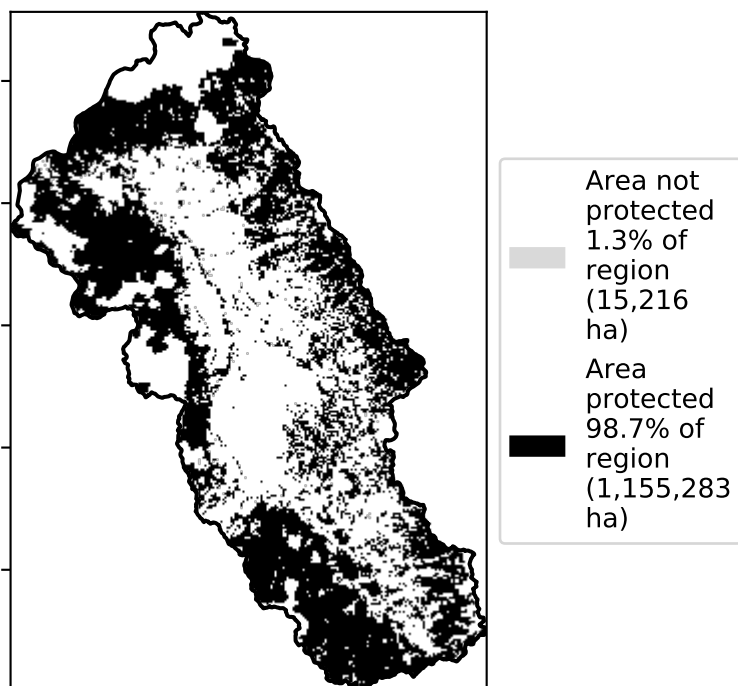 Area not
protected
1.3% of
region
(15,216
ha)
Area
protected
98.7% of
region
(1,155,283
ha)